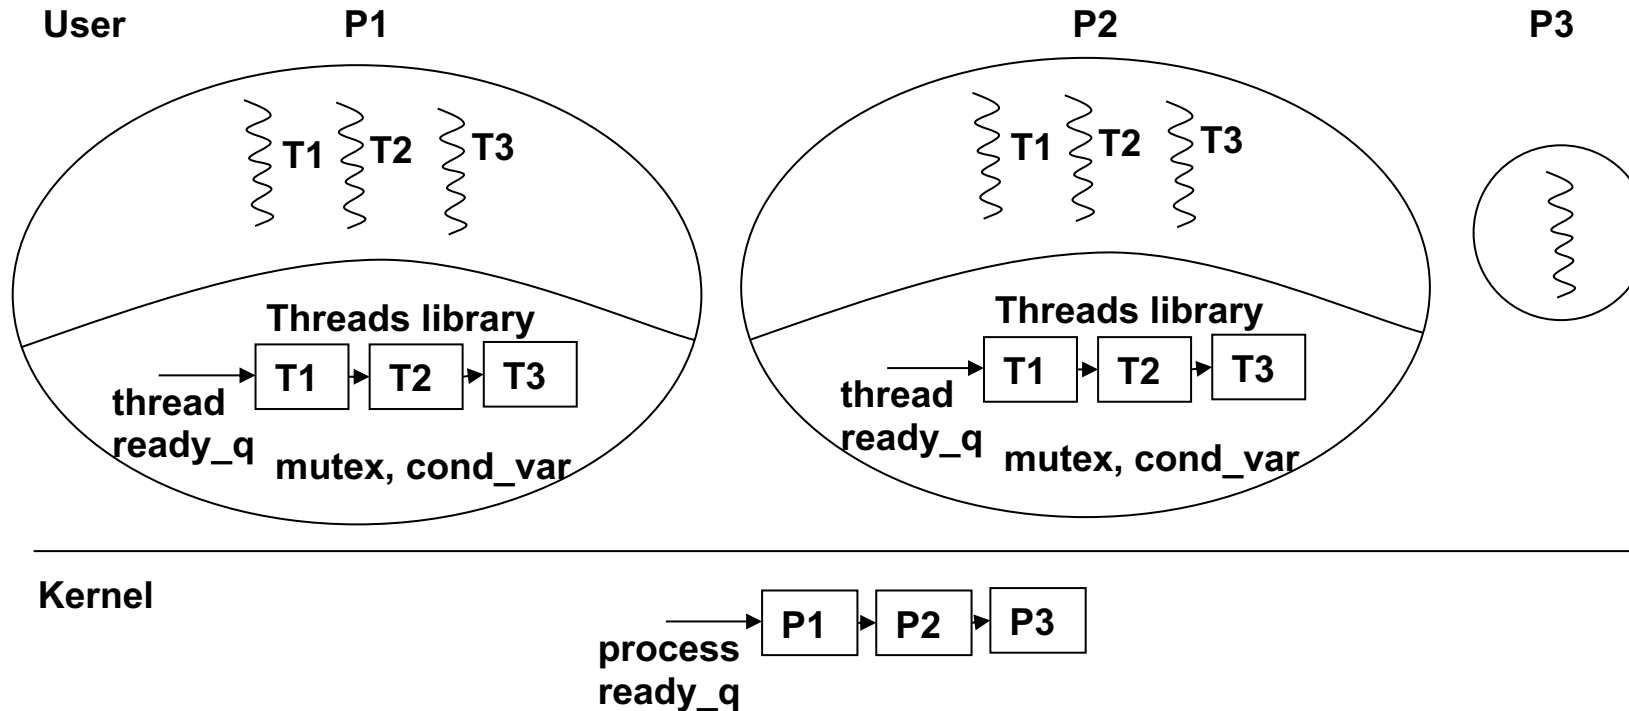 User
P1
P2
P3
T1
T2
T3
T1
T2
T3
Threads library
T1
T2
T3
thread
ready_q
mutex, cond_var
Threads library
T1
T2
T3
thread
ready_q
mutex, cond_var
Kernel
P1
P2
P3
process
ready_q